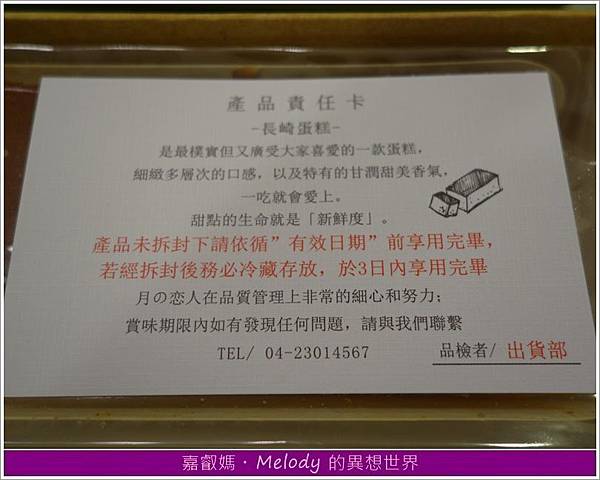 產品責任卡
-長崎蛋糕-
是最樸實但又廣受大家喜愛的一款蛋糕，
細緻多層次的口感，以及特有的甘潤甜美香氣，
一吃就會愛上。
甜點的生命就是「新鮮度」。
產品未拆封下請依循”有效日期”前享用完畢，
若經拆封後務必冷藏存放，於3日內享用完畢
月の恋人在品質管理上非常的細心和努力；
賞味期限內如有發現任何問題，請與我們聯繫
TEL/ 04-23014567
品檢者/ 出貨部
嘉叡媽・Melody 的異想世界